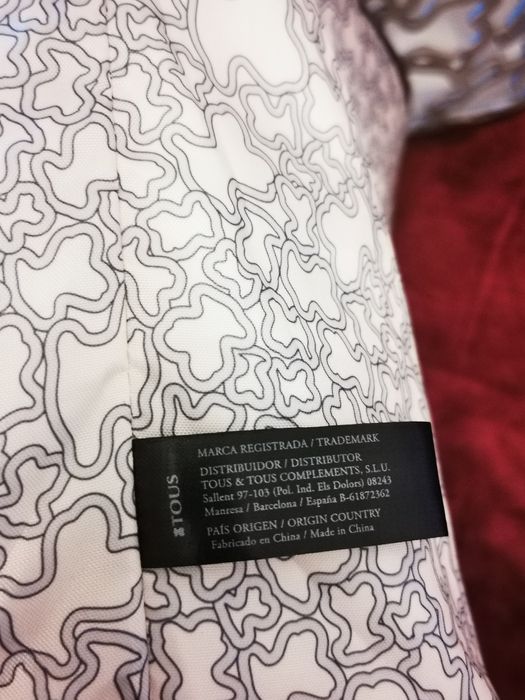 TOUS
MARCA REGISTRADA / TRADEMARK
DISTRIBUIDOR / DISTRIBUTOR
TOUS & TOUS COMPLEMENTS, S.L.U.
Sallent 97-103 (Pol. Ind. Els Dolors) 08243
Manresa / Barcelona / España B-61872362
PAÍS ORIGEN / ORIGIN COUNTRY
Fabricado en China / Made in China